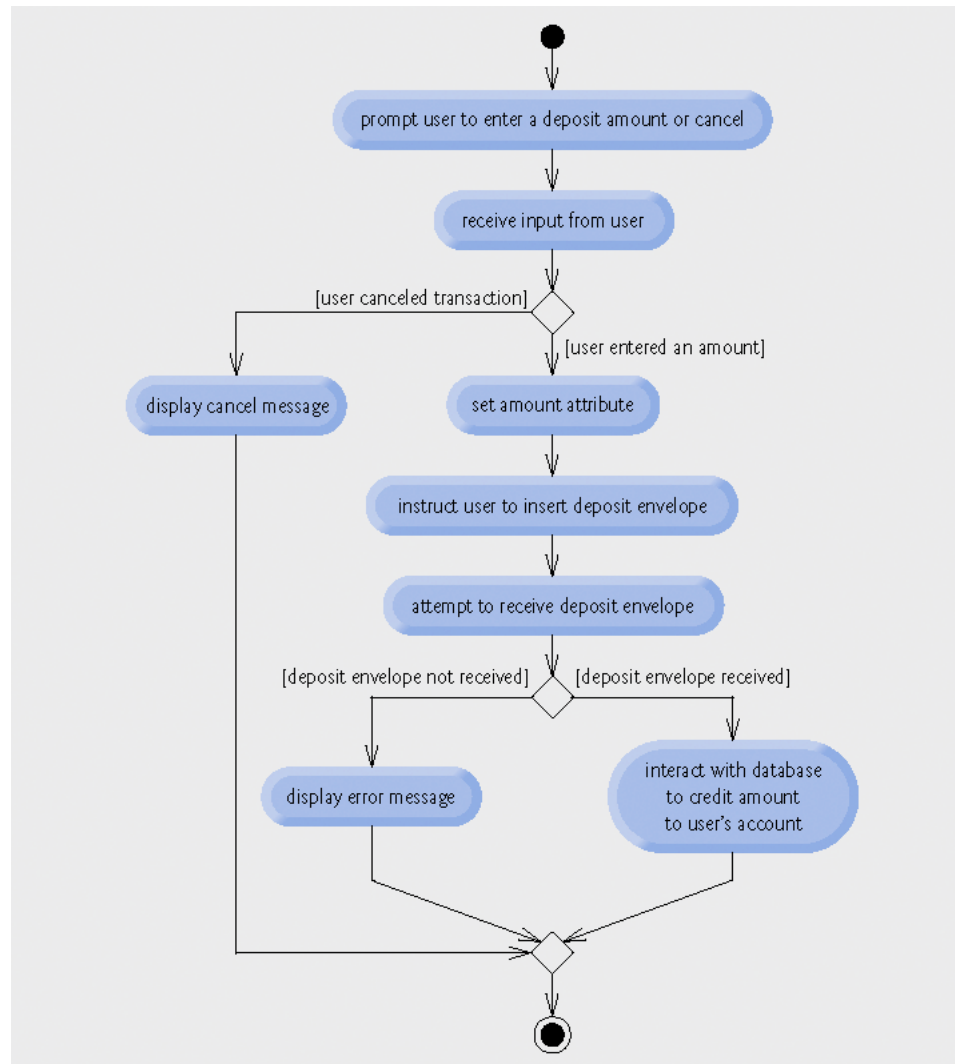 prompt user to enter a deposit amount or cancel
receive input from user
[user canceled transaction]
[user entered an amount]
display cancel message
set amount attribute
instruct user to insert deposit envelope
attempt to receive deposit envelope
[deposit envelope not received]
[deposit envelope received]
display error message
interact with database
to credit amount
to user's account